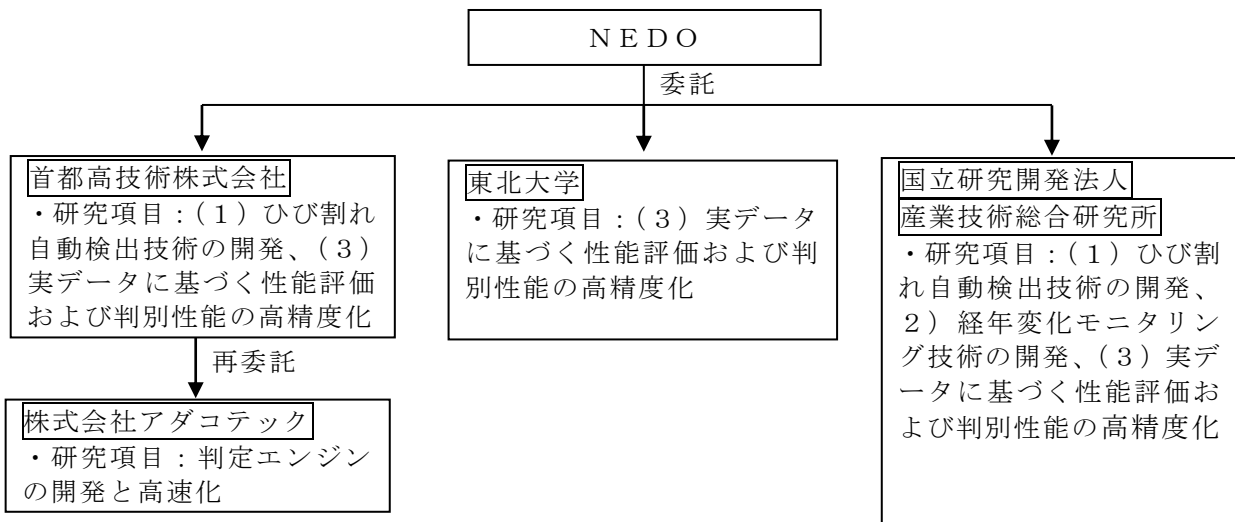 ＮＥＤＯ
委託
首都高技術株式会社
・研究項目：（１）ひび割れ
自動検出技術の開発、（３）
実データに基づく性能評価
および判別性能の高精度化
再委託
株式会社アダコテック
・研究項目：判定エンジン
の開発と高速化
東北大学
・研究項目：（３）実データ
に基づく性能評価および判
別性能の高精度化
国立研究開発法人
産業技術総合研究所
・研究項目：（１）ひび割
れ自動検出技術の開発、
２）経年変化モニタリン
グ技術の開発、（３）実デ
ータに基づく性能評価お
よび判別性能の高精度化